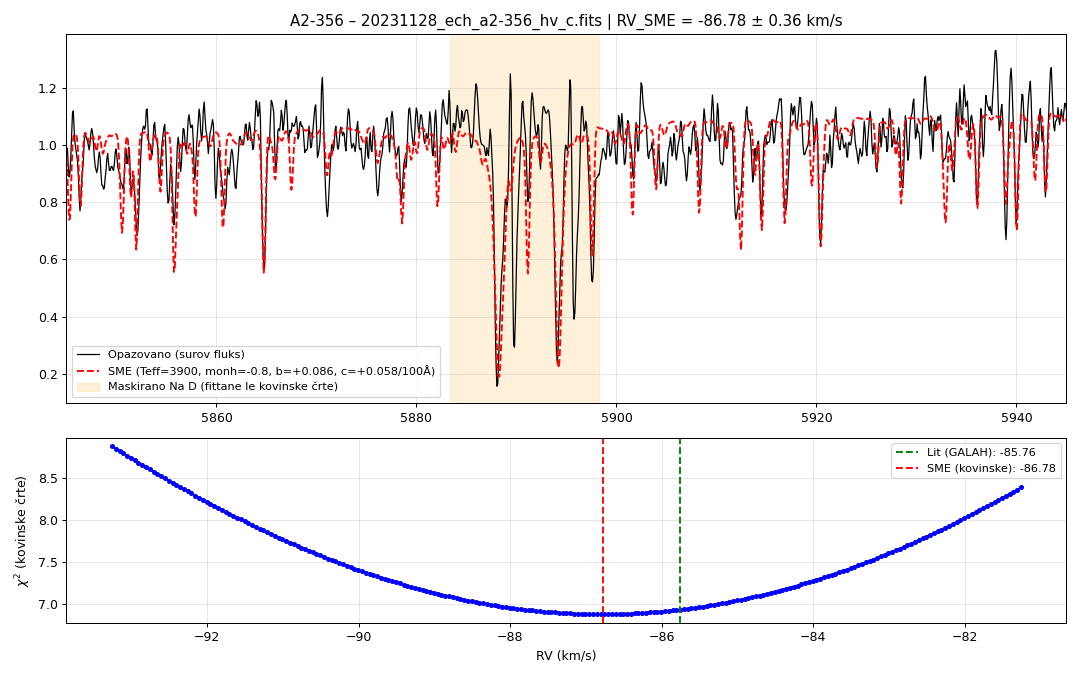 A2-356 – 20231128_ech_a2-356_hv_c.fits | RV_SME = -86.78 ± 0.36 km/s
1.2
1.0
0.8
0.6
0.4
0.2
Opazovano (surov fluks)
SME (Teff=3900, monh=-0.8, b=+0.086, c=+0.058/100Å)
Maskirano Na D (fittane le kovinske črte)
5860
5880
5900
5920
5940
χ² (kovinske črte)
8.5
8.0
7.5
7.0
Lit (GALAH): -85.76
SME (kovinske): -86.78
−92
−90
−88
−86
−84
−82
RV (km/s)